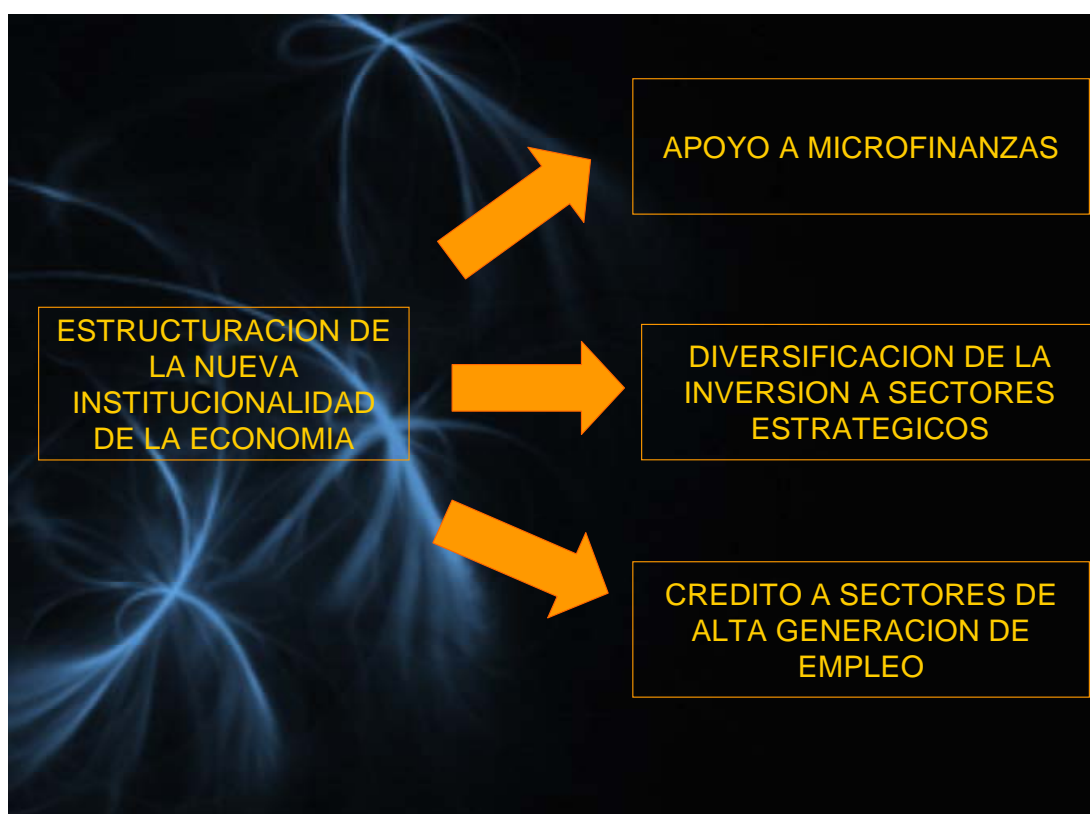 APOYO A MICROFINANZAS
ESTRUCTURACION DE
LA NUEVA
INSTITUCIONALIDAD
DE LA ECONOMIA
DIVERSIFICACION DE LA
INVERSION A SECTORES
ESTRATEGICOS
CREDITO A SECTORES DE
ALTA GENERACION DE
EMPLEO